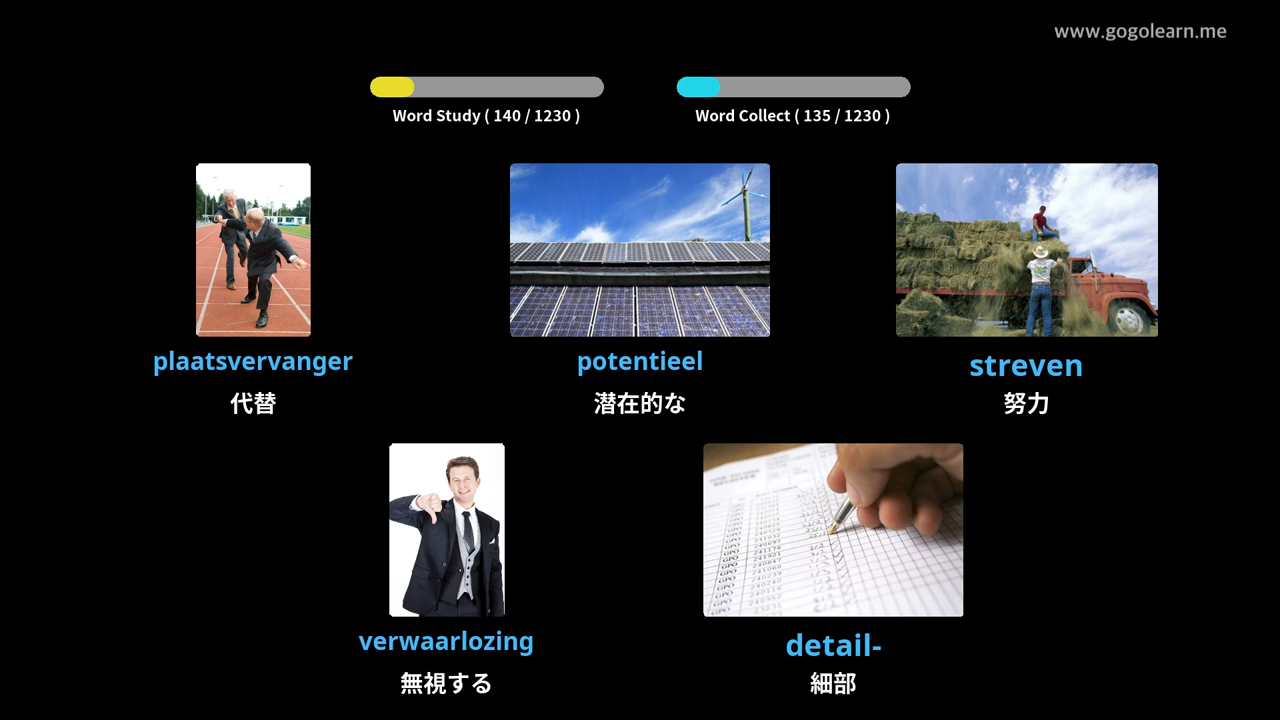 www.gogolearn.me
Word Study ( 140 / 1230 )
Word Collect ( 135 / 1230 )
plaatsvervanger
代替
potentieel
潜在的な
streven
努力
verwaarlozing
無視する
detail-
細部